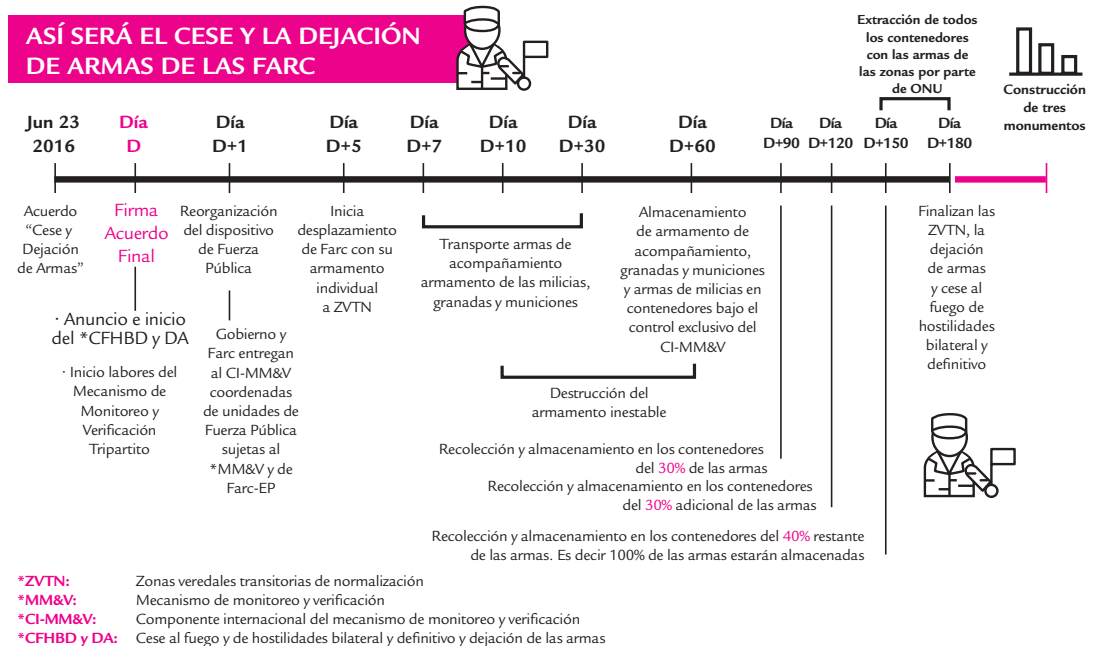 ASÍ SERÁ EL CESE Y LA DEJACIÓN
DE ARMAS DE LAS FARC
Extracción de todos
los contenedores
con las armas de
las zonas por parte
de ONU
Construcción
de tres
monumentos
Jun 23
2016
Día
D
Día
D+1
Día
D+5
Día
D+7
Día
D+10
Día
D+30
Día
D+60
Día
D+90
Día
D+120
Día
D+150
Día
D+180
Acuerdo
“Cese y
Dejación
de Armas”
Firma
Acuerdo
Final
· Anuncio e inicio
del *CFHBD y DA
· Inicio labores del
Mecanismo de
Monitoreo y
Verificación
Tripartito
Reorganización
del dispositivo
de Fuerza
Pública
Gobierno y
Farc entregan
al CI-MM&V
coordenadas
de unidades de
Fuerza Pública
sujetas al
*MM&V y de
Farc-EP
Inicia
desplazamiento
de Farc con su
armamento
individual
a ZVTN
Transporte armas de
acompañamiento
armamento de las milicias,
granadas y municiones
Almacenamiento
de armamento de
acompañamiento,
granadas y municiones
y armas de milicias en
contenedores bajo el
control exclusivo del
CI-MM&V
Destrucción del
armamento inestable
Recolección y almacenamiento en los contenedores
del 30% de las armas
Recolección y almacenamiento en los contenedores
del 30% adicional de las armas
Recolección y almacenamiento en los contenedores del 40% restante
de las armas. Es decir 100% de las armas estarán almacenadas
Finalizan las
ZVTN, la
dejación
de armas
y cese al
fuego de
hostilidades
bilateral y
definitivo
*ZVTN: Zonas veredales transitorias de normalización
*MM&V: Mecanismo de monitoreo y verificación
*CI-MM&V: Componente internacional del mecanismo de monitoreo y verificación
*CFHBD y DA: Cese al fuego y de hostilidades bilateral y definitivo y dejación de las armas